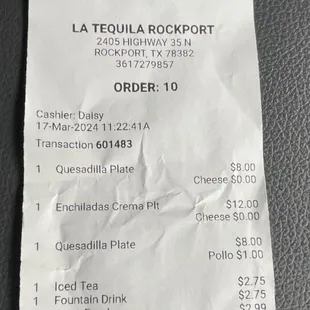 LA TEQUILA ROCKPORT
2405 HIGHWAY 35 N
ROCKPORT, TX 78382
3617279857
ORDER: 10
Cashier: Daisy
17-Mar-2024 11:22:41A
Transaction 601483
1 Quesadilla Plate $8.00
Cheese $0.00
1 Enchiladas Crema Plt $12.00
Cheese $0.00
1 Quesadilla Plate $8.00
Pollo $1.00
1 Iced Tea $2.75
1 Fountain Drink $2.75
$2.99